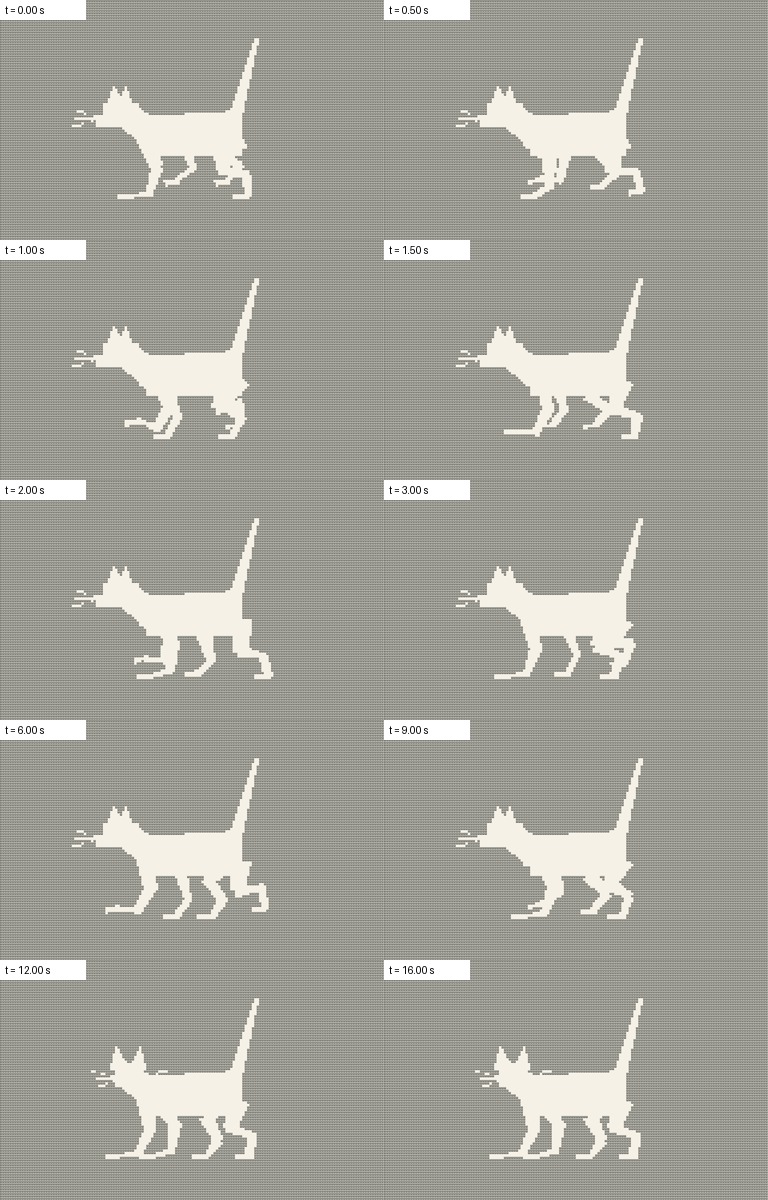 t = 0.00 s
t = 0.50 s
t = 1.00 s
t = 1.50 s
t = 2.00 s
t = 3.00 s
t = 6.00 s
t = 9.00 s
t = 12.00 s
t = 16.00 s